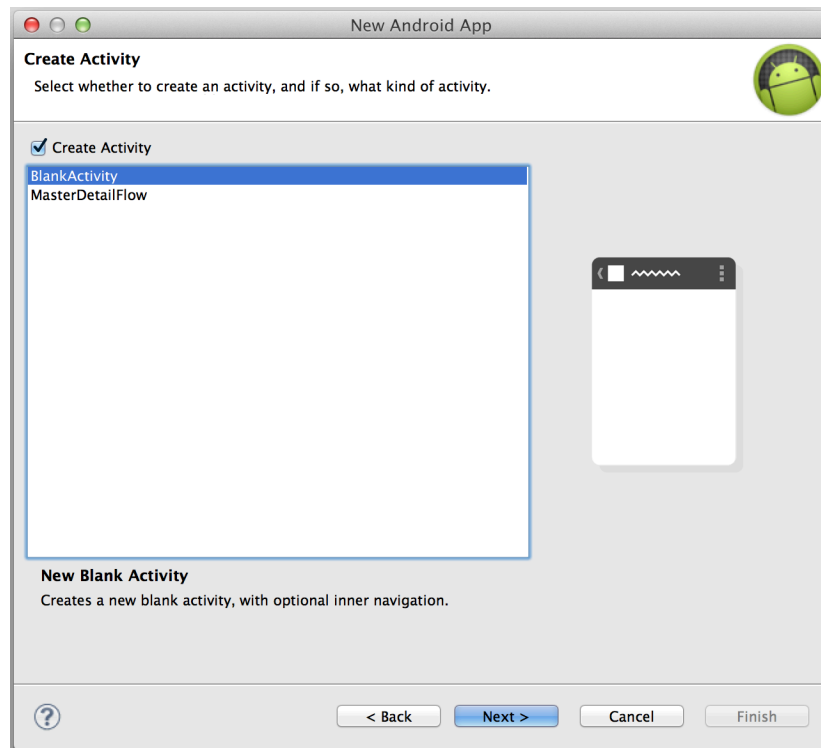 New Android App
Create Activity
Select whether to create an activity, and if so, what kind of activity.
Create Activity
BlankActivity
MasterDetailFlow
New Blank Activity
Creates a new blank activity, with optional inner navigation.
?
< Back
Next >
Cancel
Finish